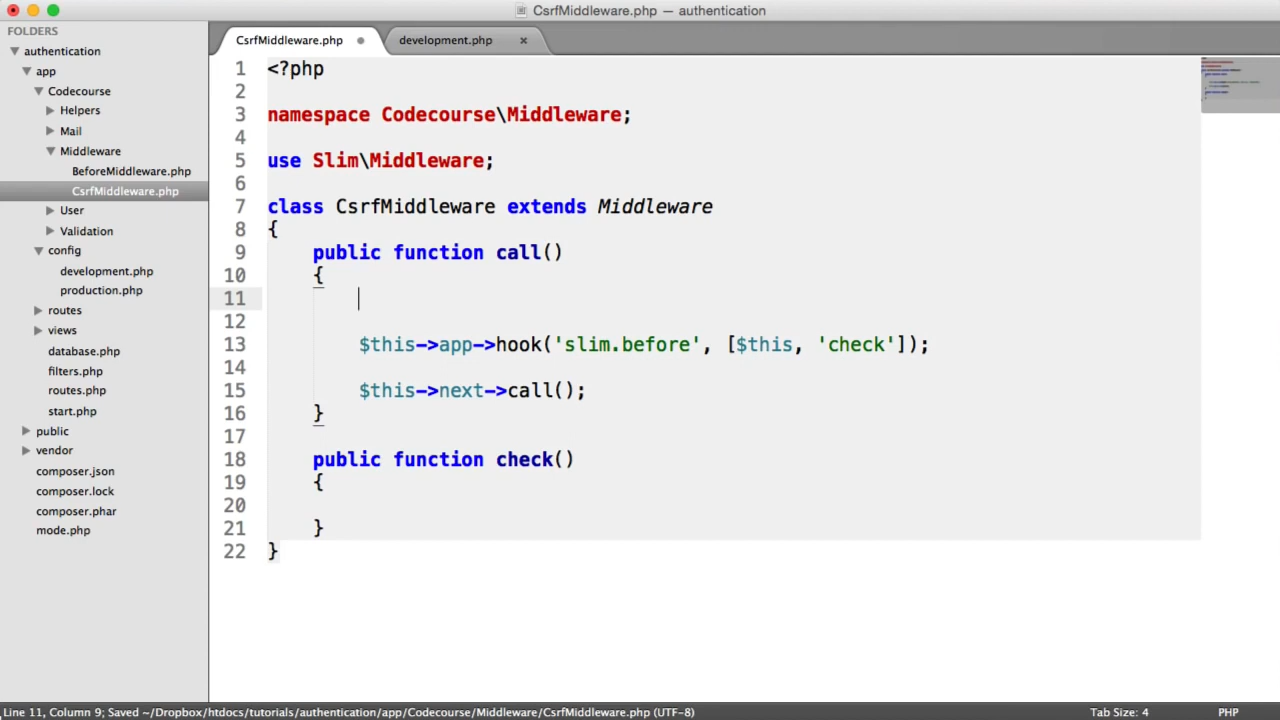 CsrfMiddleware.php — authentication
FOLDERS
authentication
app
Codecourse
Helpers
Mail
Middleware
BeforeMiddleware.php
CsrfMiddleware.php
User
Validation
config
development.php
production.php
routes
views
database.php
filters.php
routes.php
start.php
public
vendor
composer.json
composer.lock
composer.phar
mode.php
CsrfMiddleware.php
development.php
1 <?php
2
3 namespace Codecourse\Middleware;
4
5 use Slim\Middleware;
6
7 class CsrfMiddleware extends Middleware
8 {
9 public function call()
10 {
11
12
13 $this->app->hook('slim.before', [$this, 'check']);
14
15 $this->next->call();
16 }
17
18 public function check()
19 {
20
21 }
22 }
Line 11, Column 9; Saved ~/Dropbox/htdocs/tutorials/authentication/app/Codecourse/Middleware/CsrfMiddleware.php (UTF-8)
Tab Size: 4
PHP